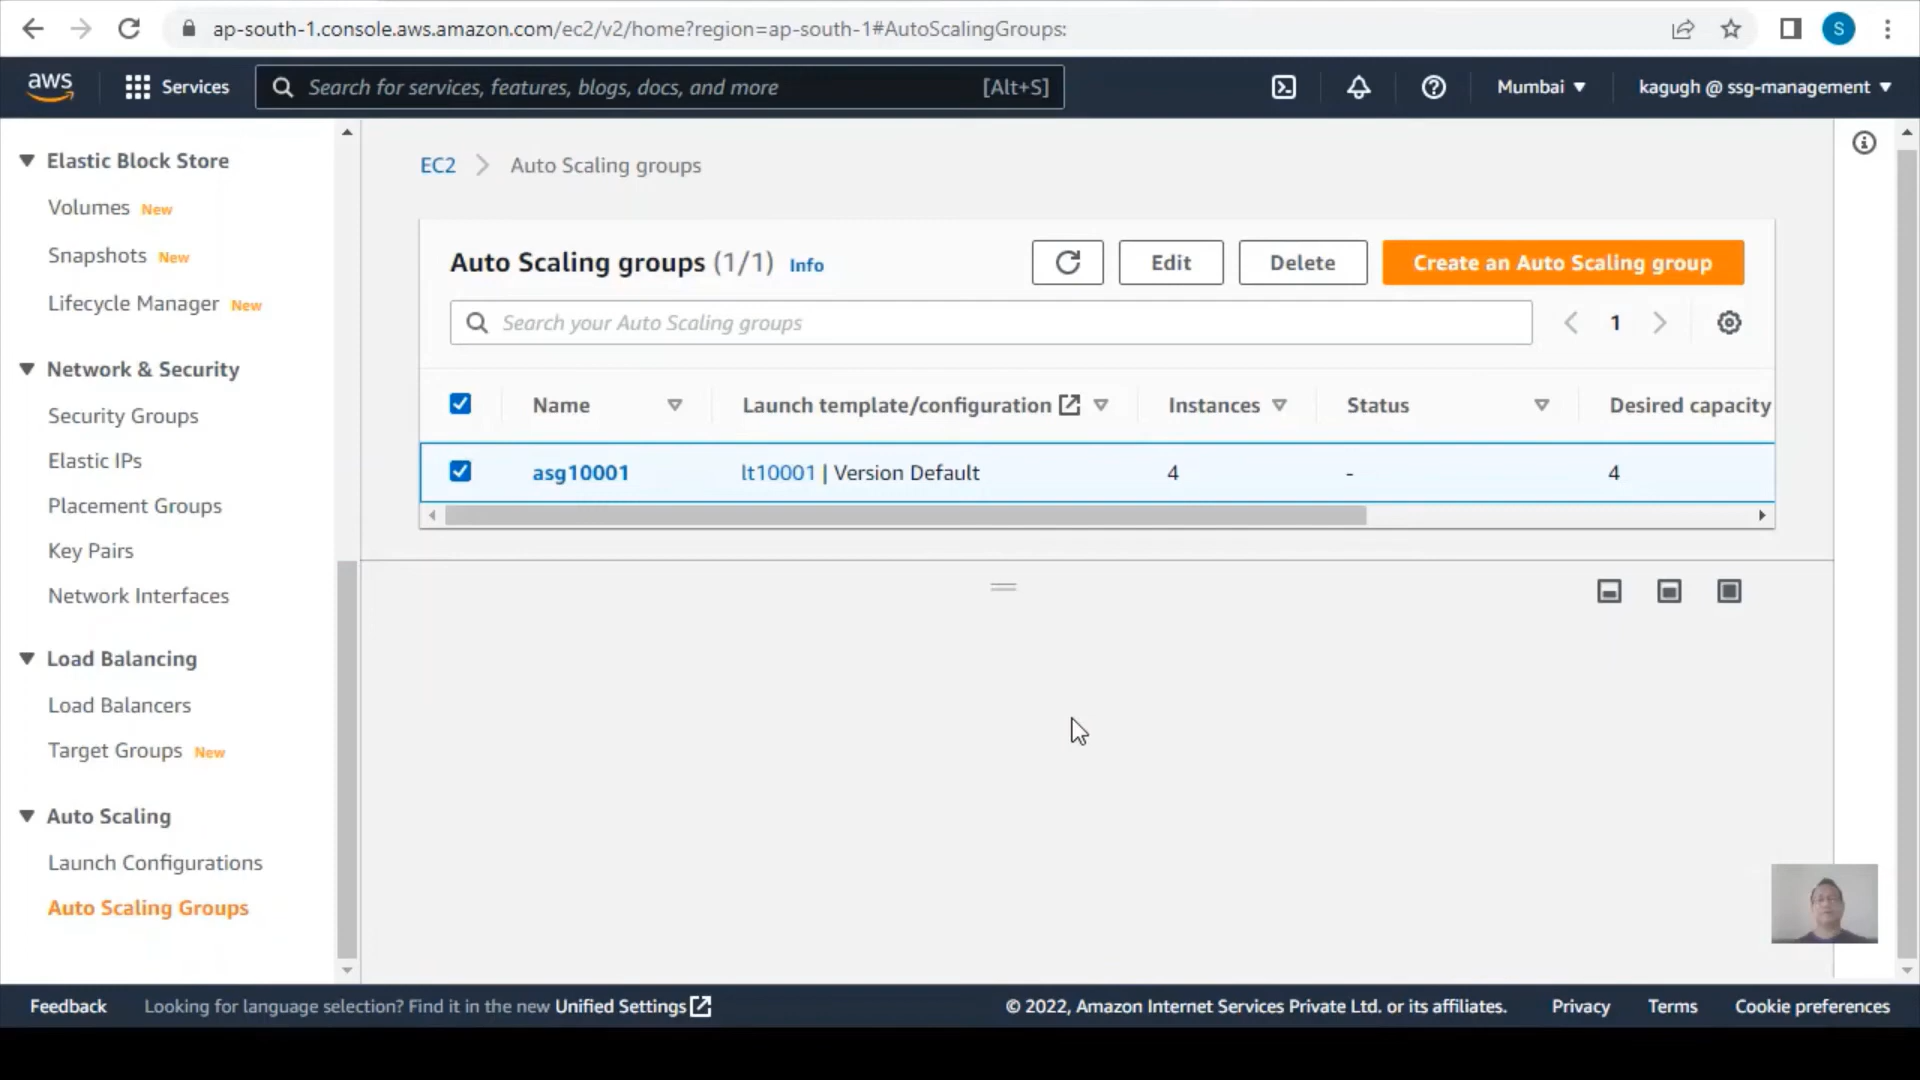 ap-south-1.console.aws.amazon.com/ec2/v2/home?region=ap-south-1#AutoScalingGroups:
S
aws
Services
Search for services, features, blogs, docs, and more
[Alt+S]
Mumbai
kagugh @ ssg-management
Elastic Block Store
Volumes New
Snapshots New
Lifecycle Manager New
Network & Security
Security Groups
Elastic IPs
Placement Groups
Key Pairs
Network Interfaces
Load Balancing
Load Balancers
Target Groups New
Auto Scaling
Launch Configurations
Auto Scaling Groups
EC2 > Auto Scaling groups
Auto Scaling groups (1/1) Info
Edit
Delete
Create an Auto Scaling group
Search your Auto Scaling groups
1
Name
Launch template/configuration
Instances
Status
Desired capacity
asg10001
lt10001 | Version Default
4
-
4
Feedback
Looking for language selection? Find it in the new Unified Settings
© 2022, Amazon Internet Services Private Ltd. or its affiliates.
Privacy
Terms
Cookie preferences